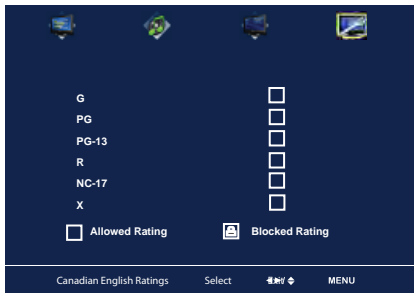 G
PG
PG-13
R
NC-17
X
Allowed Rating Blocked Rating
Canadian English Ratings Select MENU